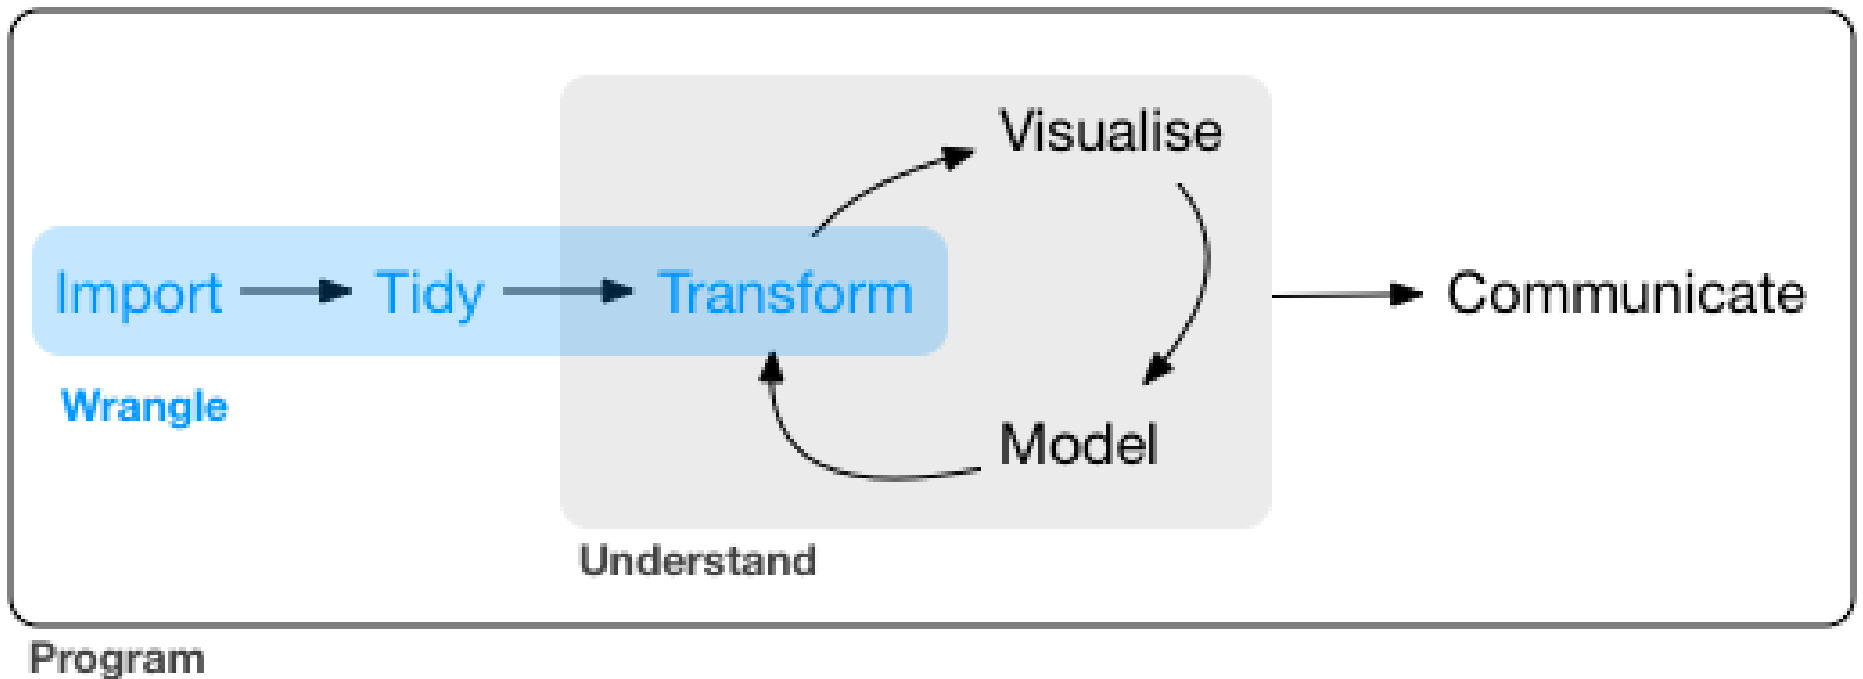 Visualise
Import
Tidy
Transform
Communicate
Wrangle
Model
Understand
Program